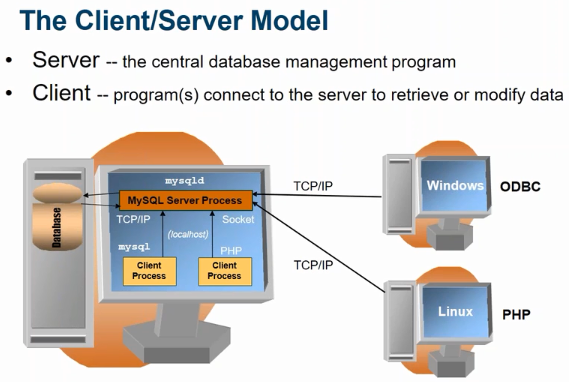 The Client/Server Model
• Server -- the central database management program
• Client -- program(s) connect to the server to retrieve or modify data
mysqld
MySQL Server Process
TCP/IP
Socket
(localhost)
mysql
PHP
Client
Process
Client
Process
Database
TCP/IP
Windows
ODBC
TCP/IP
Linux
PHP